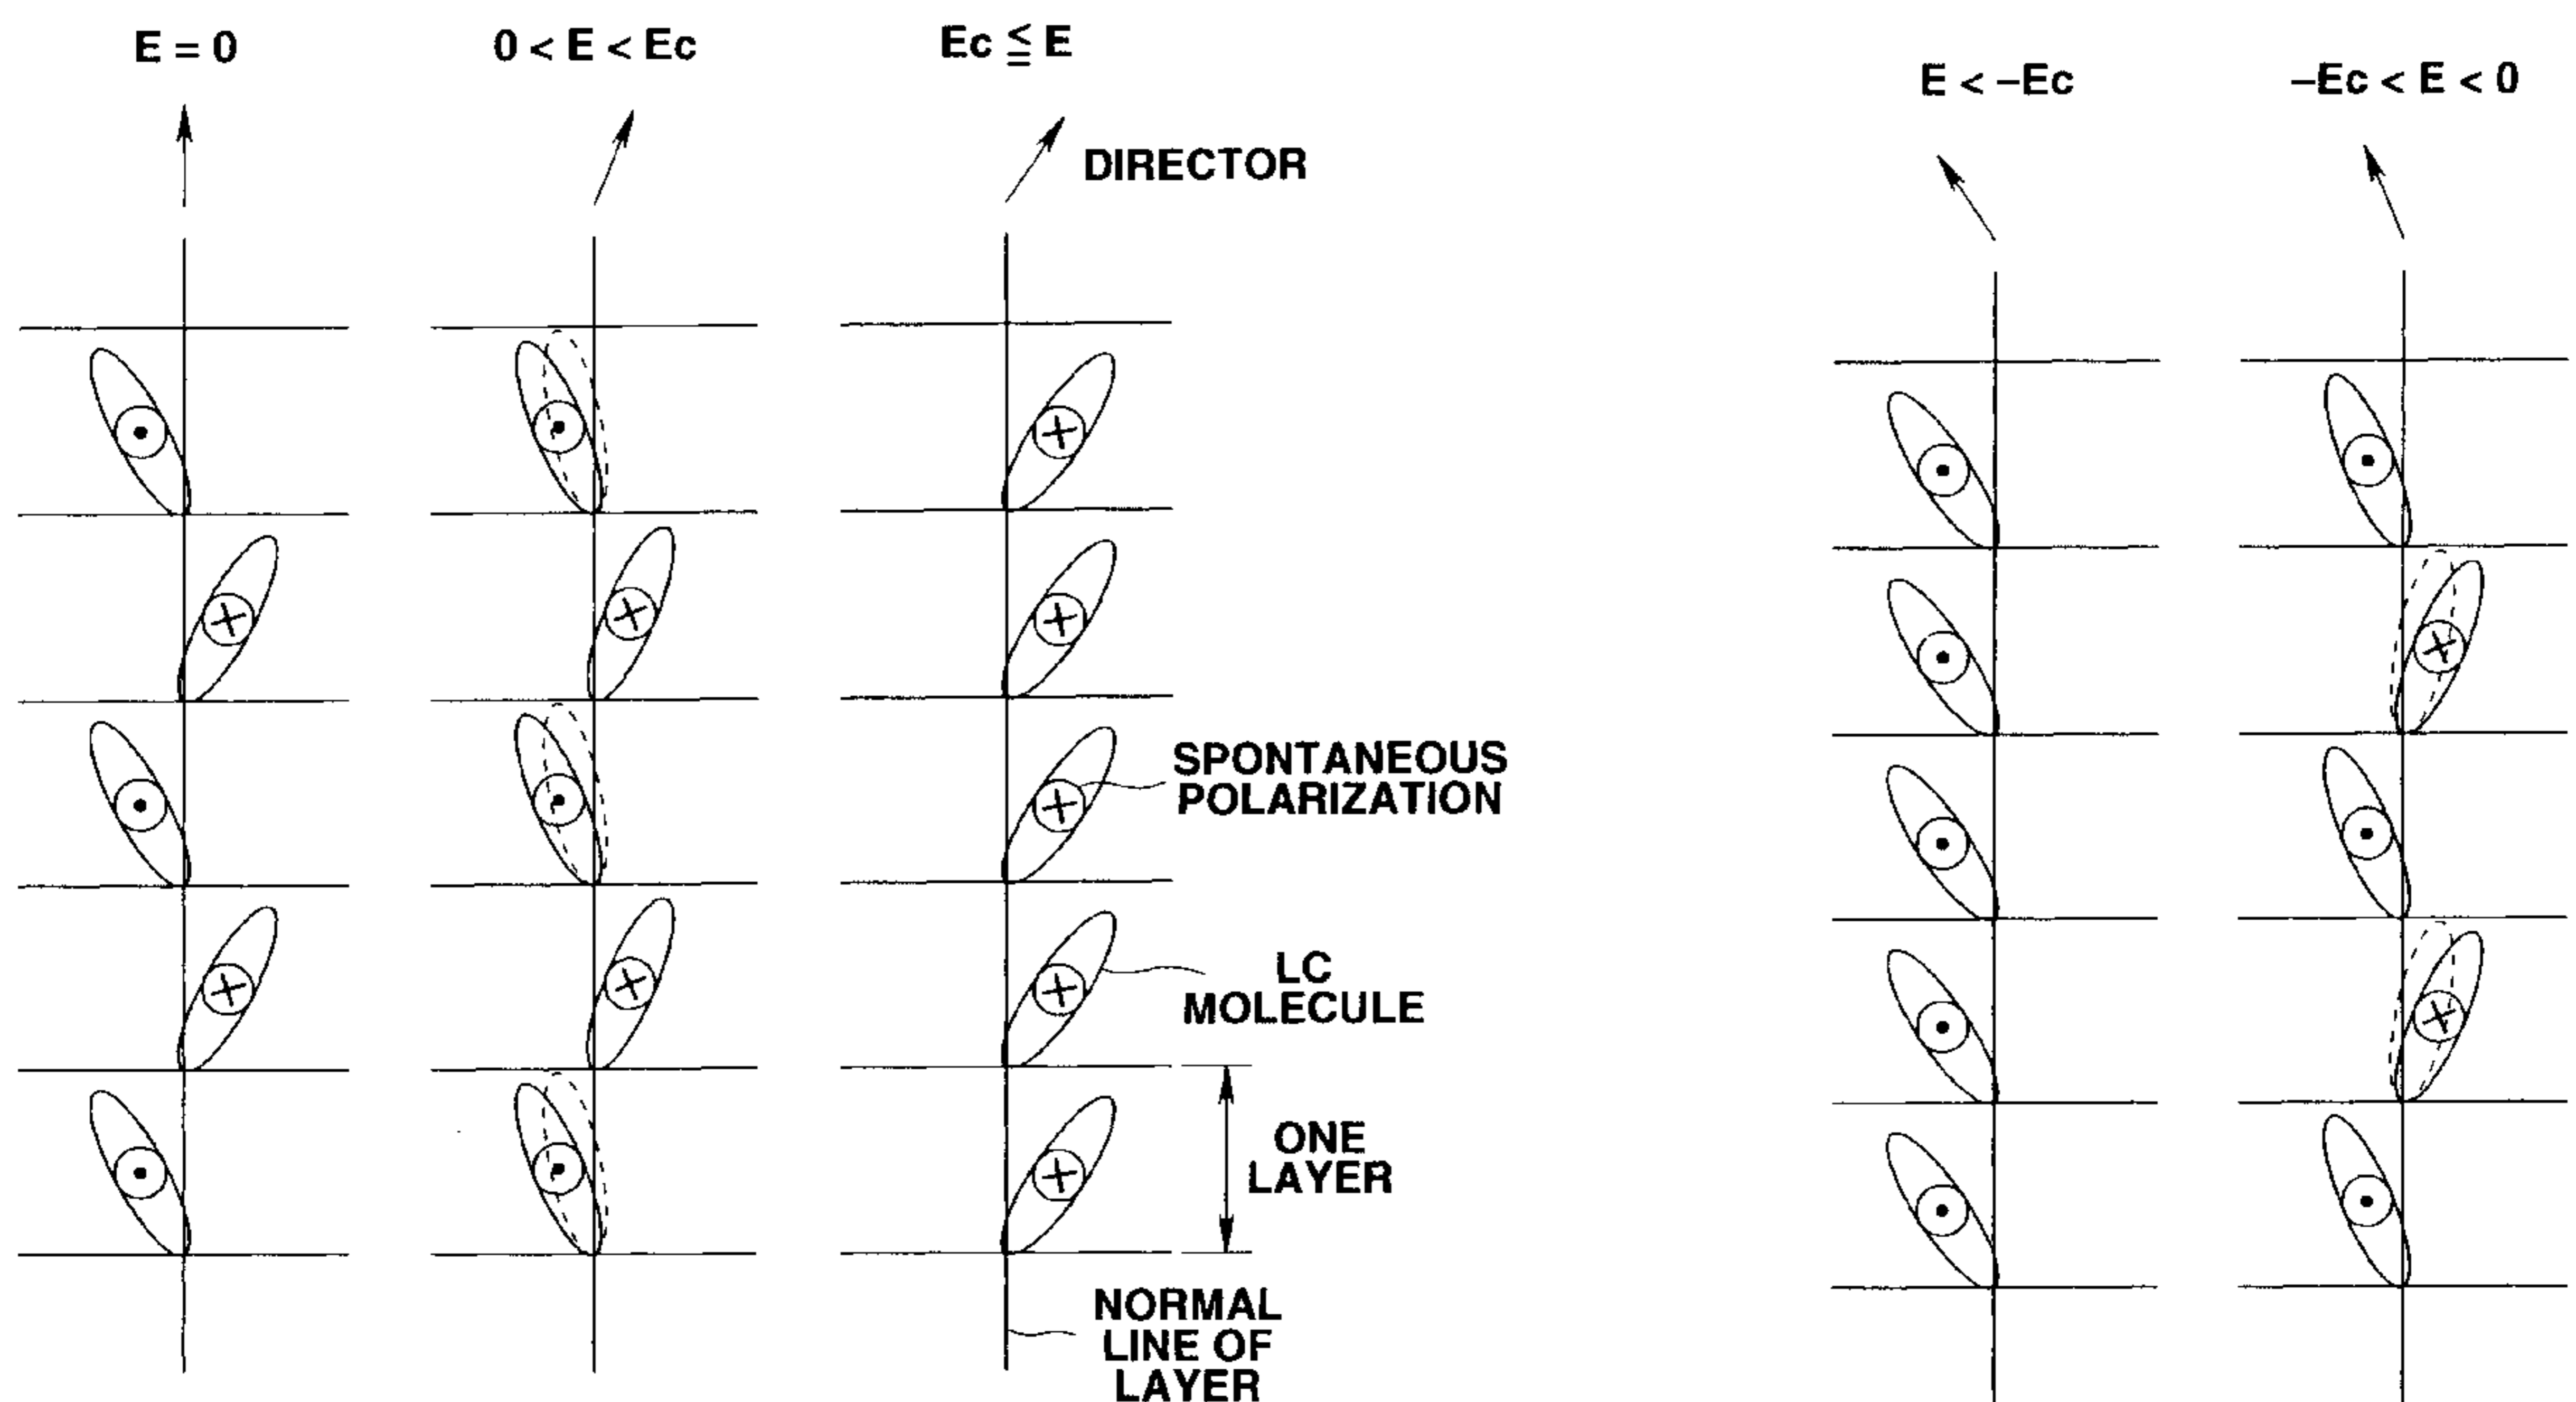 E = 0
0 < E < Ec
Ec ≦ E
E < –Ec
–Ec < E < 0
DIRECTOR
SPONTANEOUS
POLARIZATION
LC
MOLECULE
ONE
LAYER
NORMAL
LINE OF
LAYER